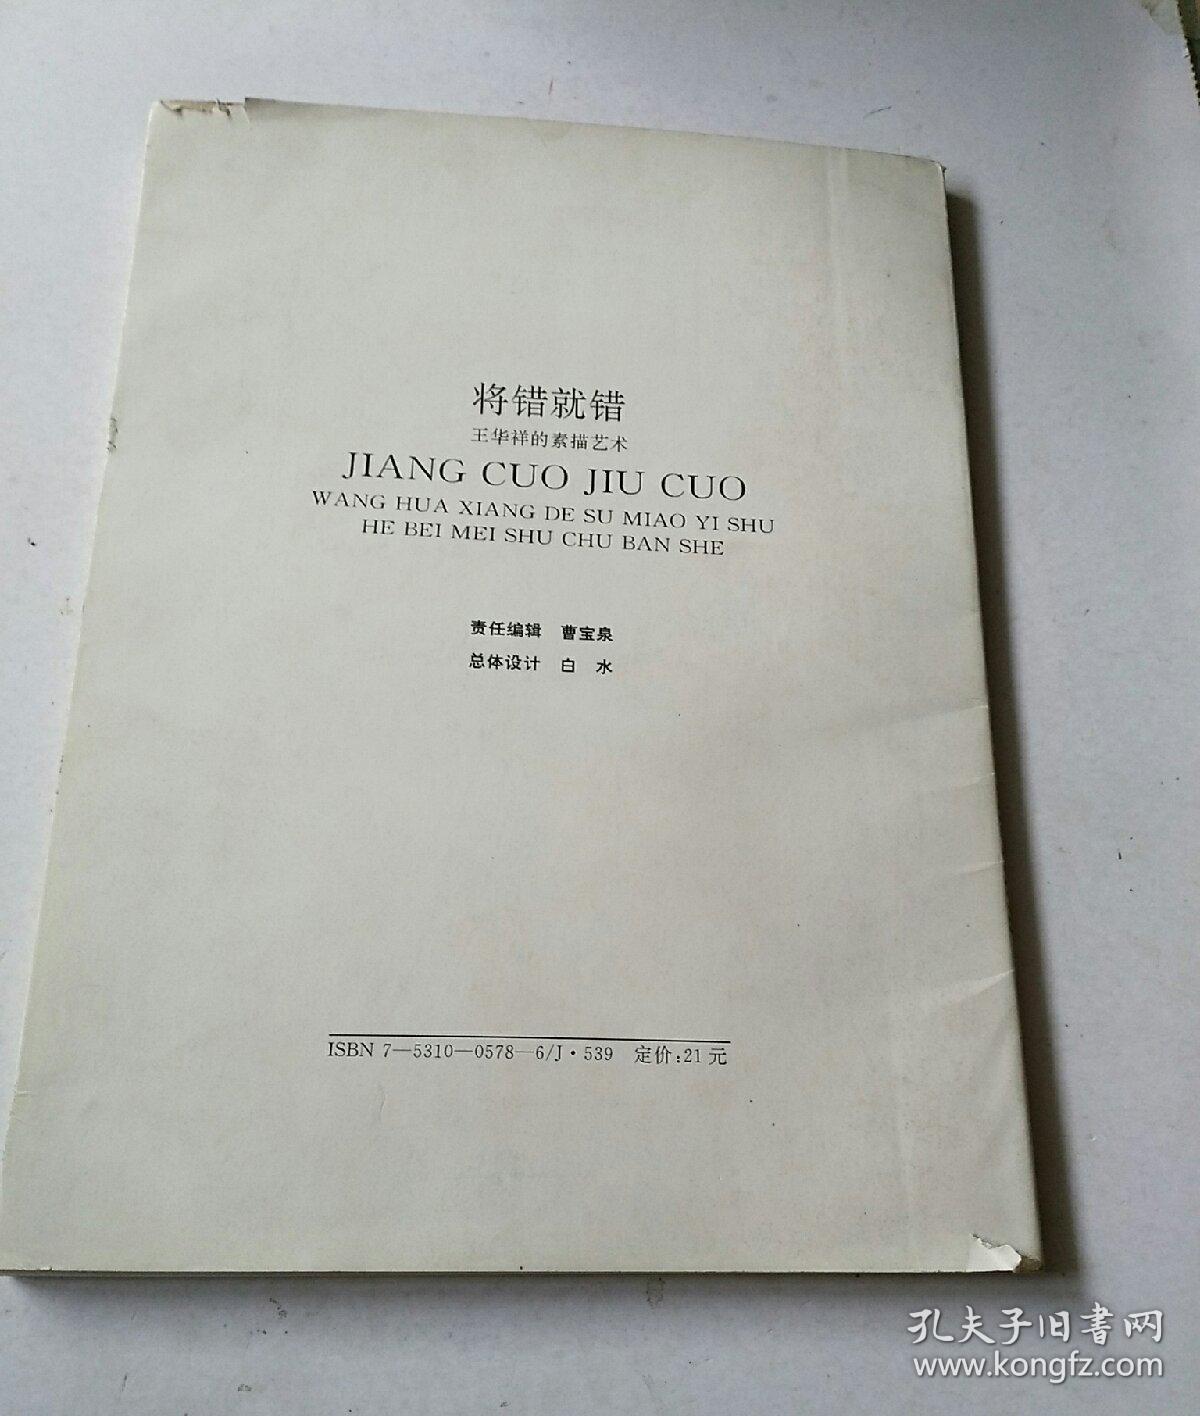 将错就错
王华祥的素描艺术
JIANG CUO JIU CUO
WANG HUA XIANG DE SU MIAO YI SHU
HE BEI MEI SHU CHU BAN SHE
责任编辑　曹宝泉
总体设计　白　水
ISBN 7—5310—0578—6/J·539　定价:21元
孔夫子旧書网
www.kongfz.com